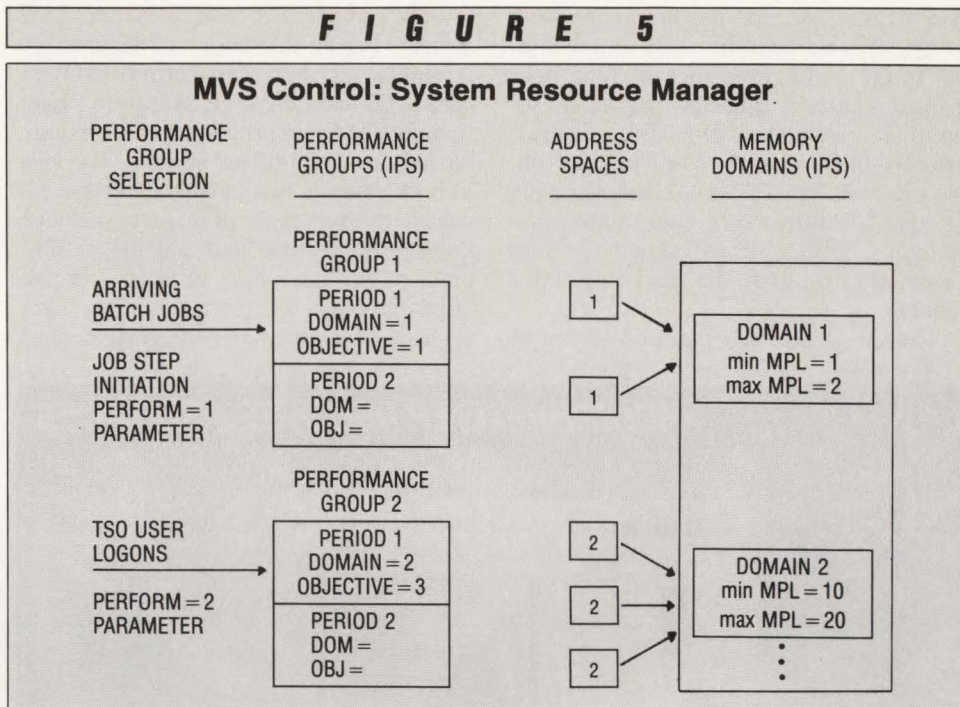 FIGURE 5
MVS Control: System Resource Manager
PERFORMANCE
GROUP
SELECTION
PERFORMANCE
GROUPS (IPS)
ADDRESS
SPACES
MEMORY
DOMAINS (IPS)
ARRIVING
BATCH JOBS
JOB STEP
INITIATION
PERFORM = 1
PARAMETER
PERFORMANCE
GROUP 1
PERIOD 1
DOMAIN = 1
OBJECTIVE = 1
PERIOD 2
DOM =
OBJ =
1
1
DOMAIN 1
min MPL = 1
max MPL = 2
TSO USER
LOGONS
PERFORM = 2
PARAMETER
PERFORMANCE
GROUP 2
PERIOD 1
DOMAIN = 2
OBJECTIVE = 3
PERIOD 2
DOM =
OBJ =
2
2
2
DOMAIN 2
min MPL = 10
max MPL = 20